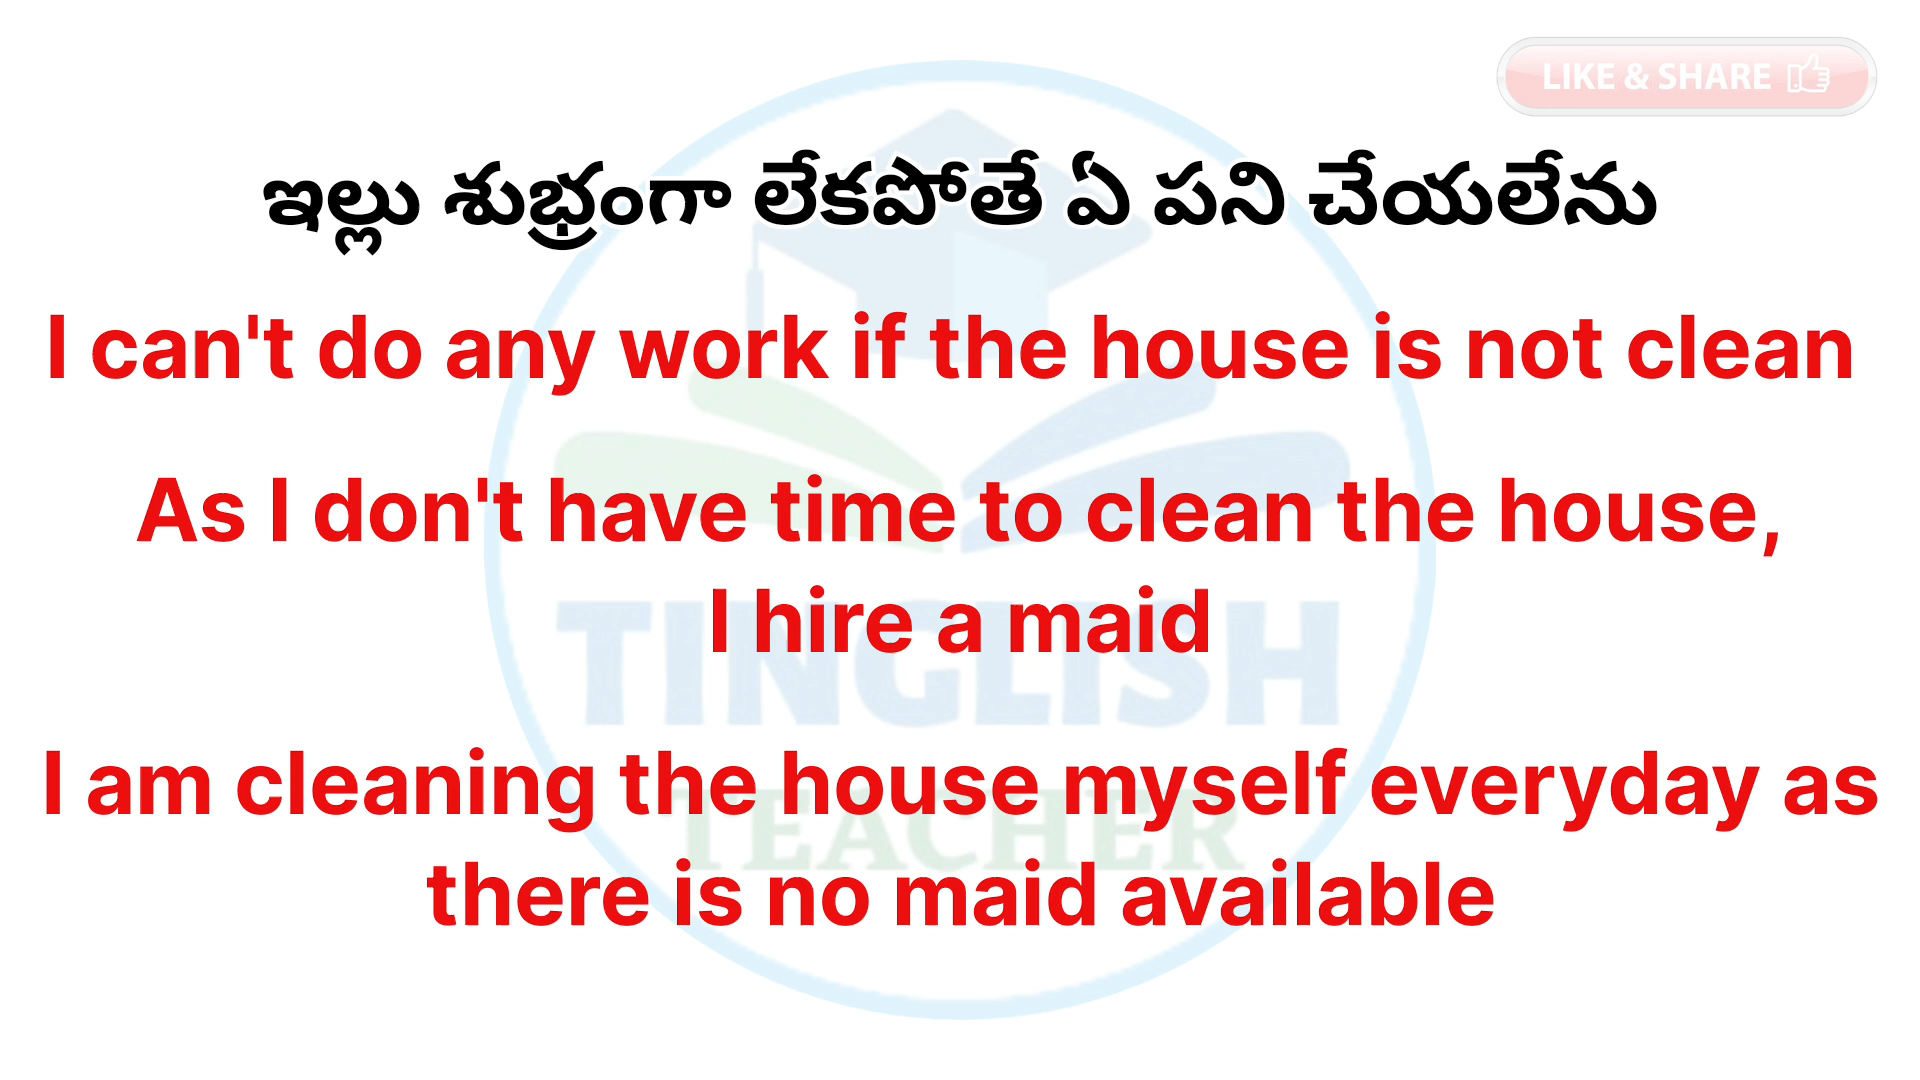 LIKE & SHARE
ఇల్లు శుభ్రంగా లేకపోతే ఏ పని చేయలేను
I can't do any work if the house is not clean
As I don't have time to clean the house,
I hire a maid
TINGLISH
I am cleaning the house myself everyday as
TEACHER
there is no maid available